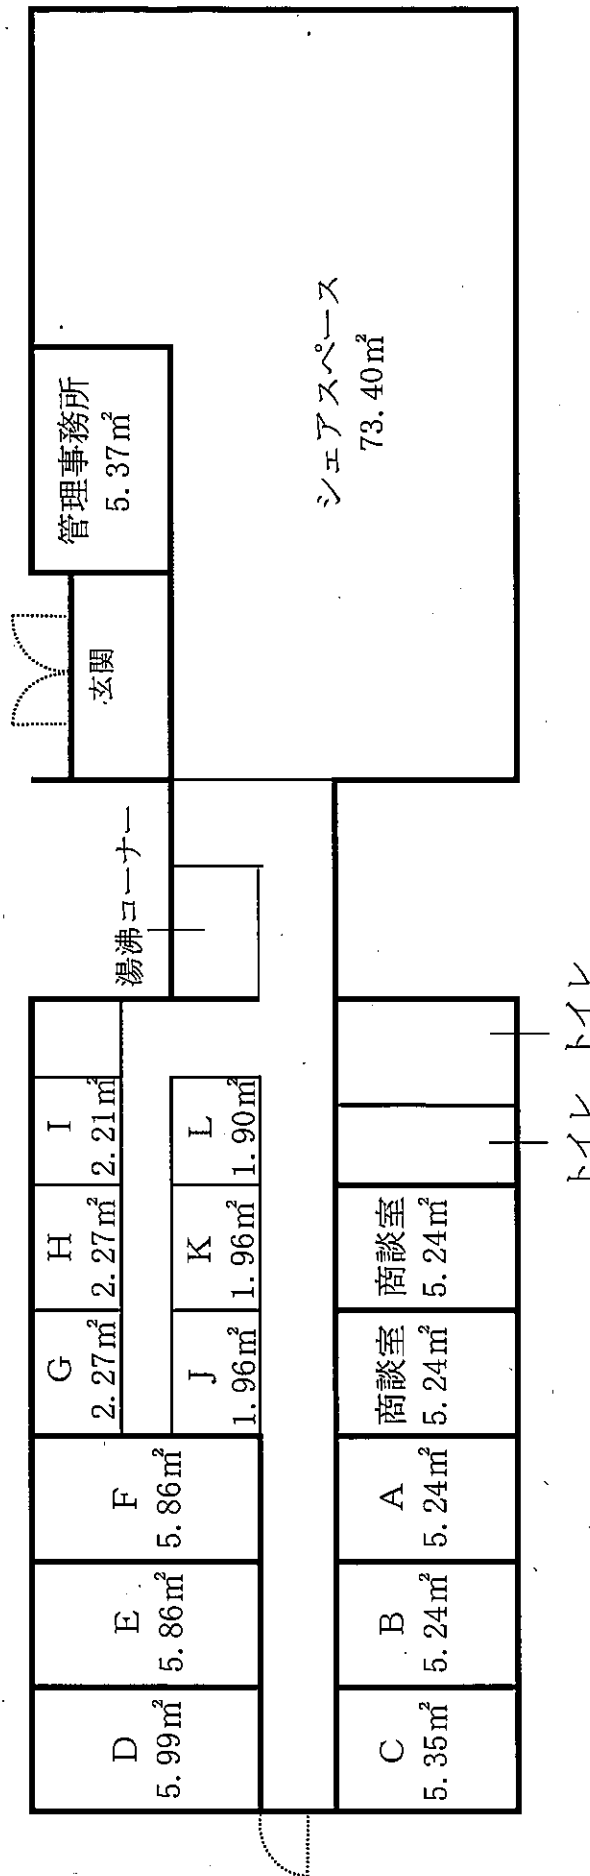 管理事務所
5.37㎡
玄関
シェアスペース
73.40㎡
湯沸コーナー
I
2.21㎡
H
2.27㎡
G
2.27㎡
L
1.90㎡
K
1.96㎡
J
1.96㎡
トイレ
トイレ
商談室
5.24㎡
商談室
5.24㎡
F
5.86㎡
E
5.86㎡
D
5.99㎡
A
5.24㎡
B
5.24㎡
C
5.35㎡